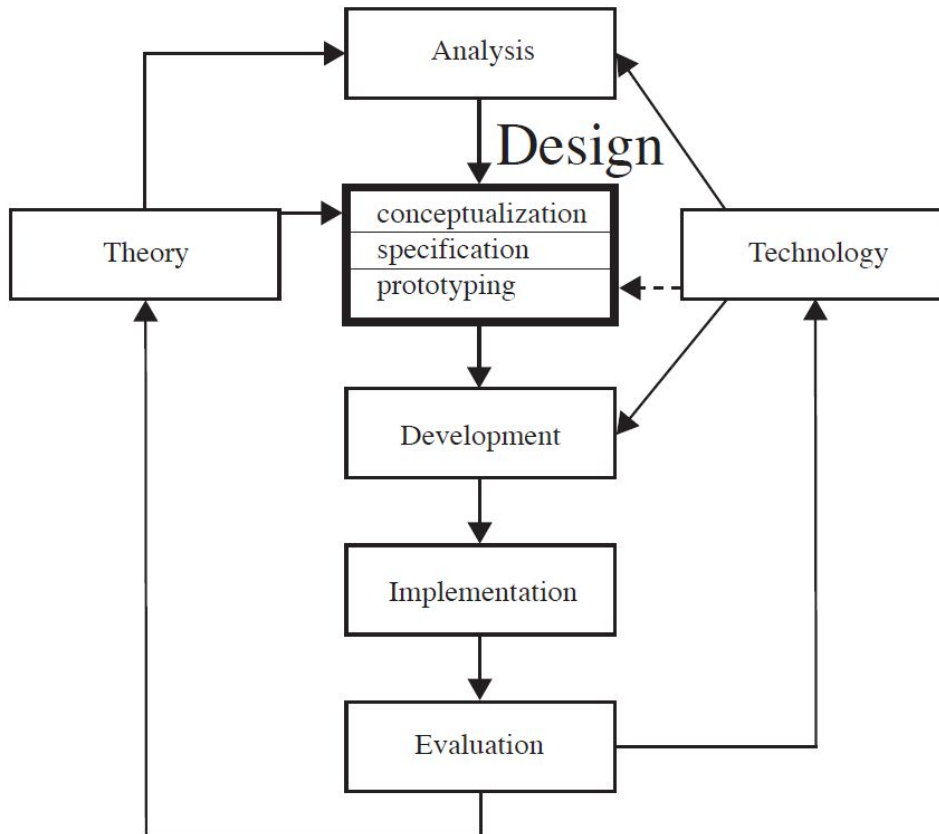 Analysis
Design
conceptualization
Theory
specification
Technology
prototyping
Development
Implementation
Evaluation